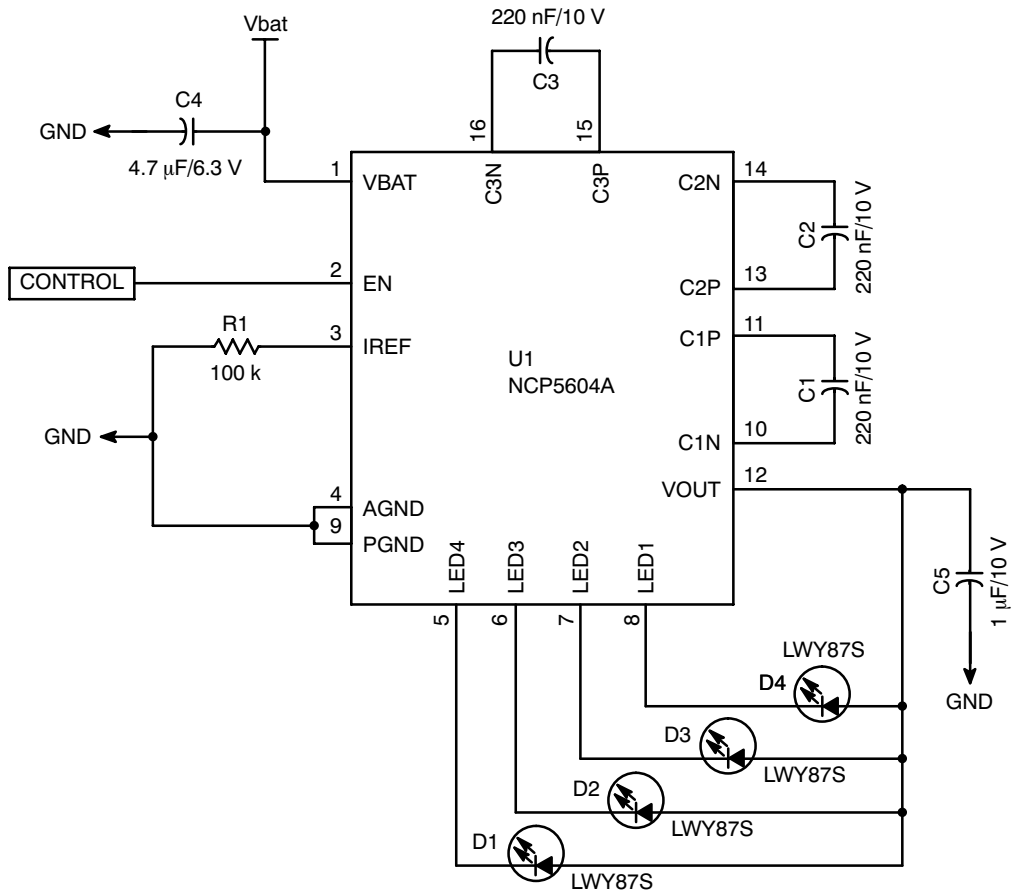 Vbat
220 nF/10 V
C3
C4
GND
4.7 µF/6.3 V
16
15
1
VBAT
C3N
C3P
C2N
14
C2
220 nF/10 V
CONTROL
2
EN
C2P
13
R1
100 k
3
IREF
C1P
11
U1
NCP5604A
C1
220 nF/10 V
GND
C1N
10
VOUT
12
4
AGND
9
PGND
LED4
LED3
LED2
LED1
5
6
7
8
C5
1 µF/10 V
GND
LWY87S
D4
D3
LWY87S
D2
LWY87S
D1
LWY87S